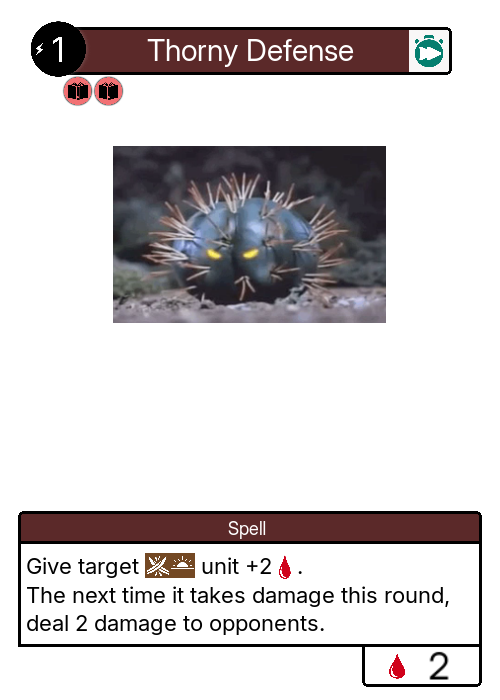 1
Thorny Defense
Spell
Give target unit +2 .
The next time it takes damage this round,
deal 2 damage to opponents.
2